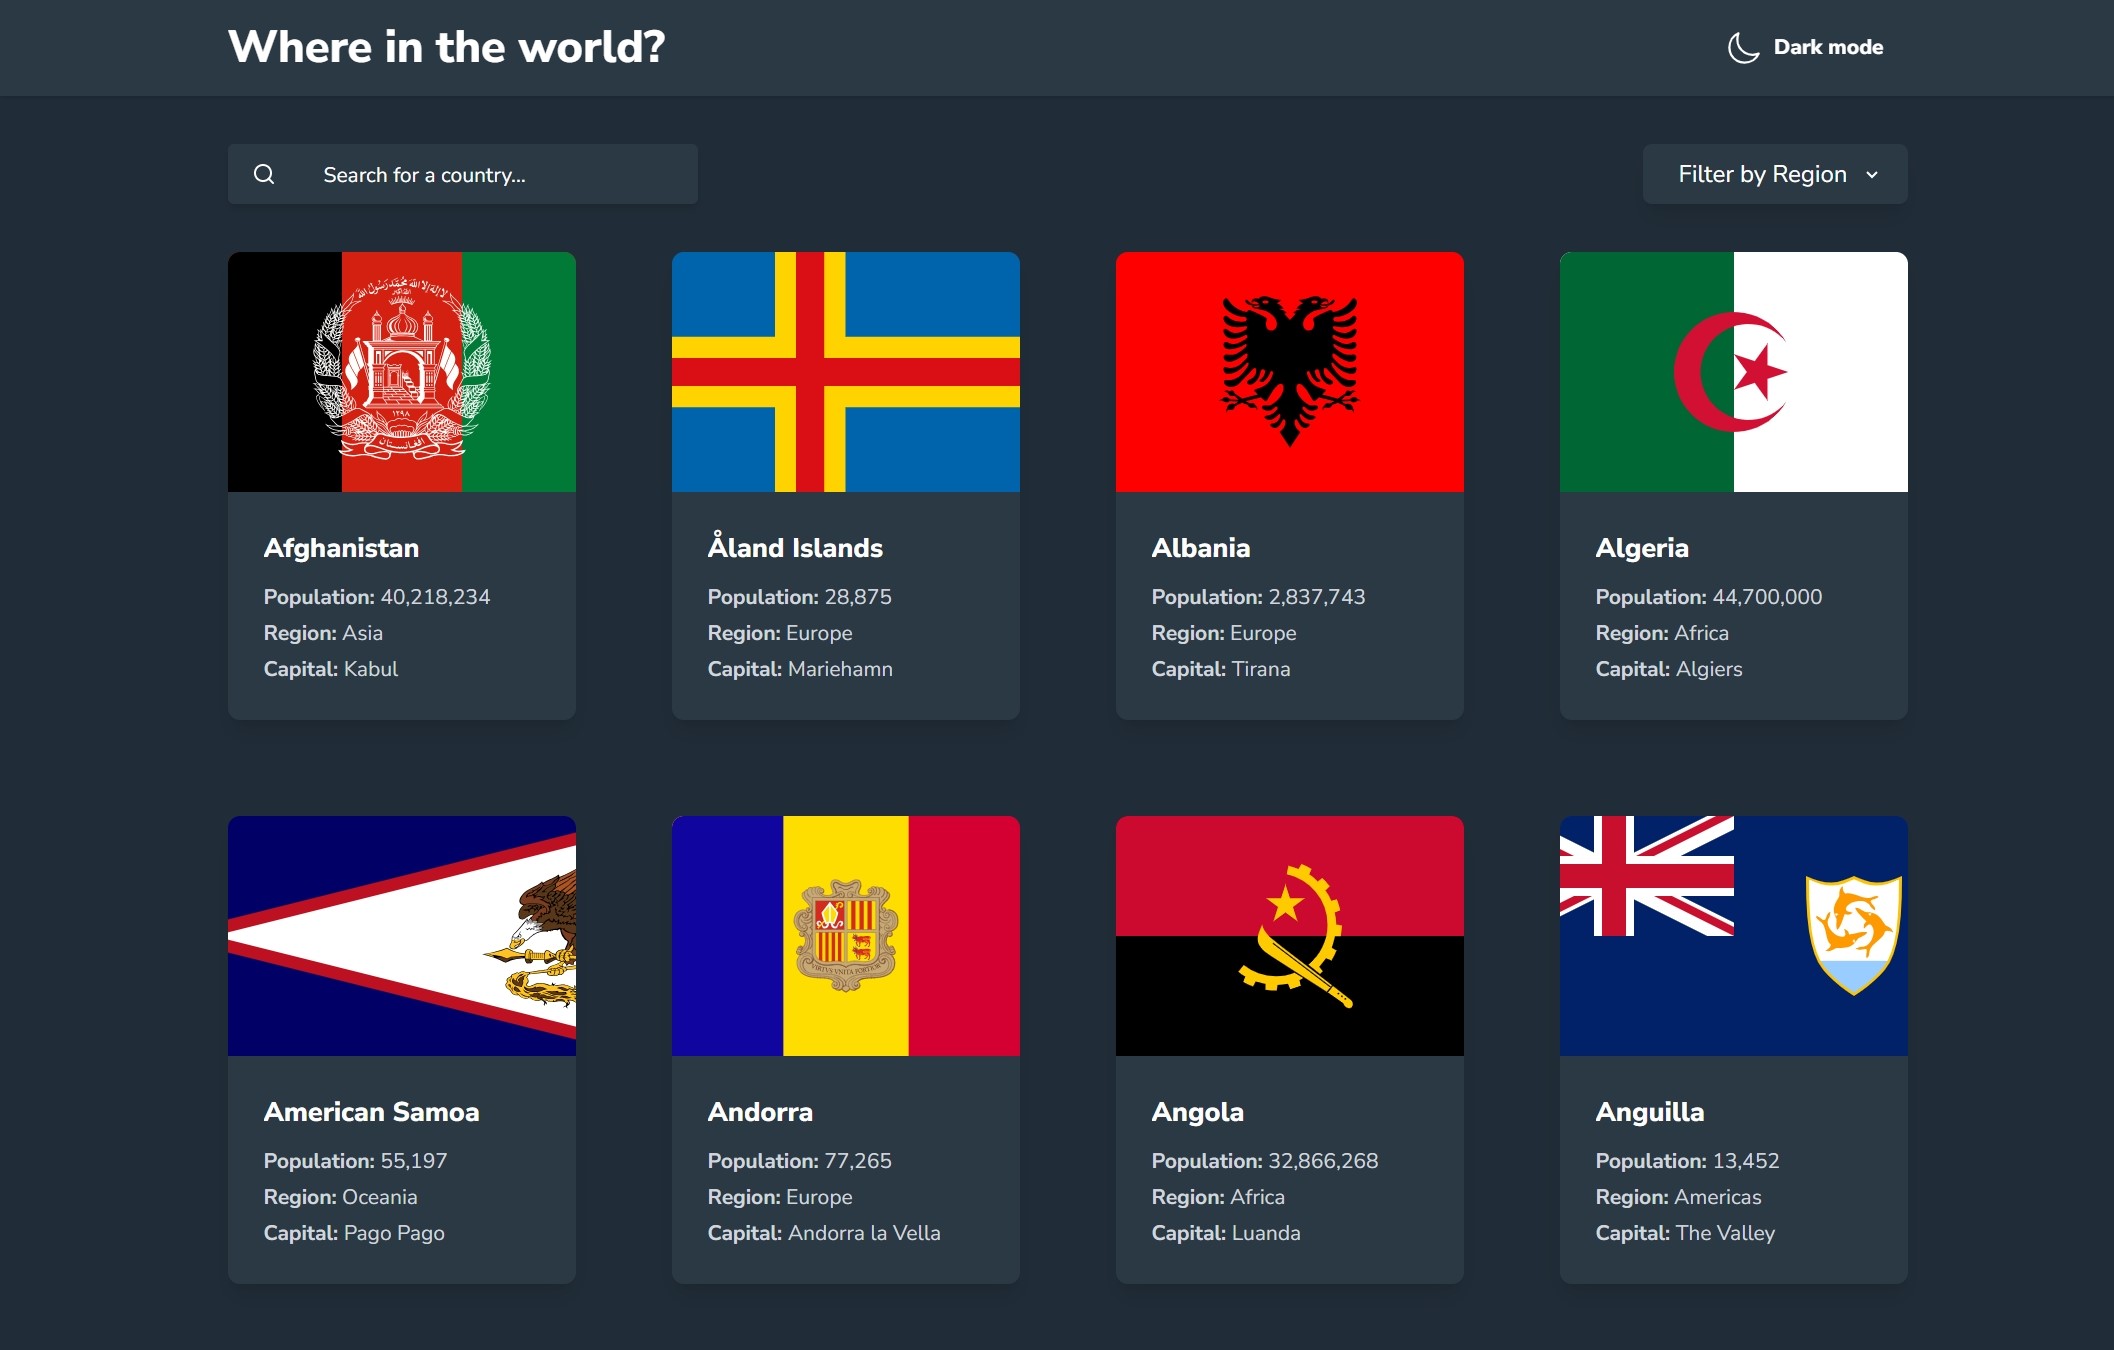 Where in the world?
Dark mode
Search for a country...
Filter by Region
Afghanistan
Population: 40,218,234
Region: Asia
Capital: Kabul
Åland Islands
Population: 28,875
Region: Europe
Capital: Mariehamn
Albania
Population: 2,837,743
Region: Europe
Capital: Tirana
Algeria
Population: 44,700,000
Region: Africa
Capital: Algiers
American Samoa
Population: 55,197
Region: Oceania
Capital: Pago Pago
VIRTVS VNITA FORTIOR
Andorra
Population: 77,265
Region: Europe
Capital: Andorra la Vella
Angola
Population: 32,866,268
Region: Africa
Capital: Luanda
Anguilla
Population: 13,452
Region: Americas
Capital: The Valley